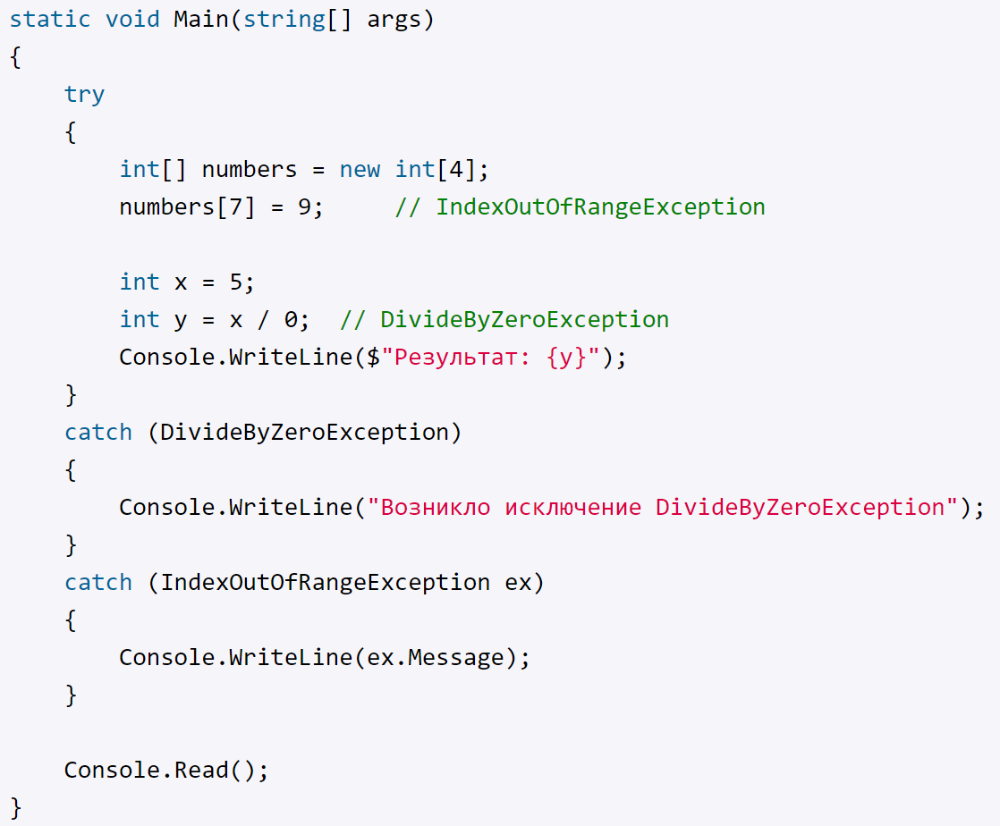 static void Main(string[] args)
{
    try
    {
        int[] numbers = new int[4];
        numbers[7] = 9;     // IndexOutOfRangeException

        int x = 5;
        int y = x / 0;  // DivideByZeroException
        Console.WriteLine($"Результат: {y}");
    }
    catch (DivideByZeroException)
    {
        Console.WriteLine("Возникло исключение DivideByZeroException");
    }
    catch (IndexOutOfRangeException ex)
    {
        Console.WriteLine(ex.Message);
    }

    Console.Read();
}